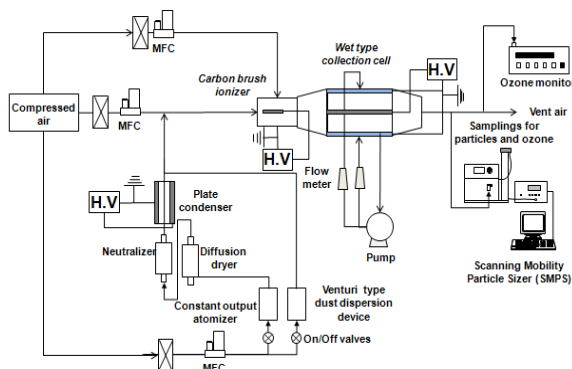 MFC
Carbon brush
ionizer
Wet type
collection cell
H.V
Ozone monitor
Compressed
air
MFC
Vent air
Samplings for
particles and ozone
H.V
Flow
meter
H.V
Plate
condenser
Neutralizer
Diffusion
dryer
Pump
Scanning Mobility
Particle Sizer (SMPS)
Constant output
atomizer
Venturi type
dust dispersion
device
On/Off valves
MFC